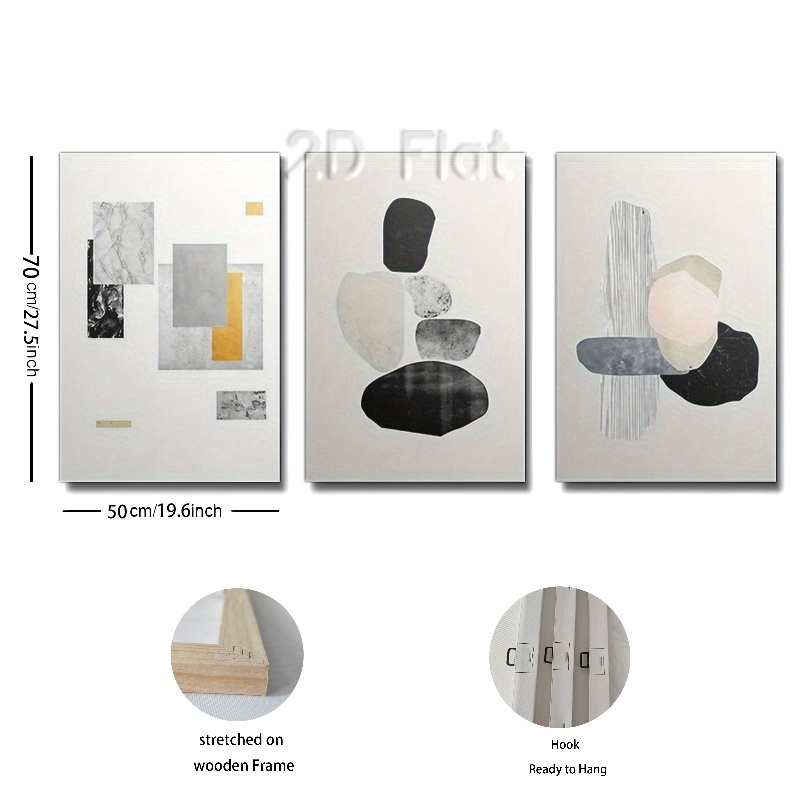 2D Flat
70 cm/27.5inch
50cm/19.6inch
stretched on
wooden Frame
Hook
Ready to Hang